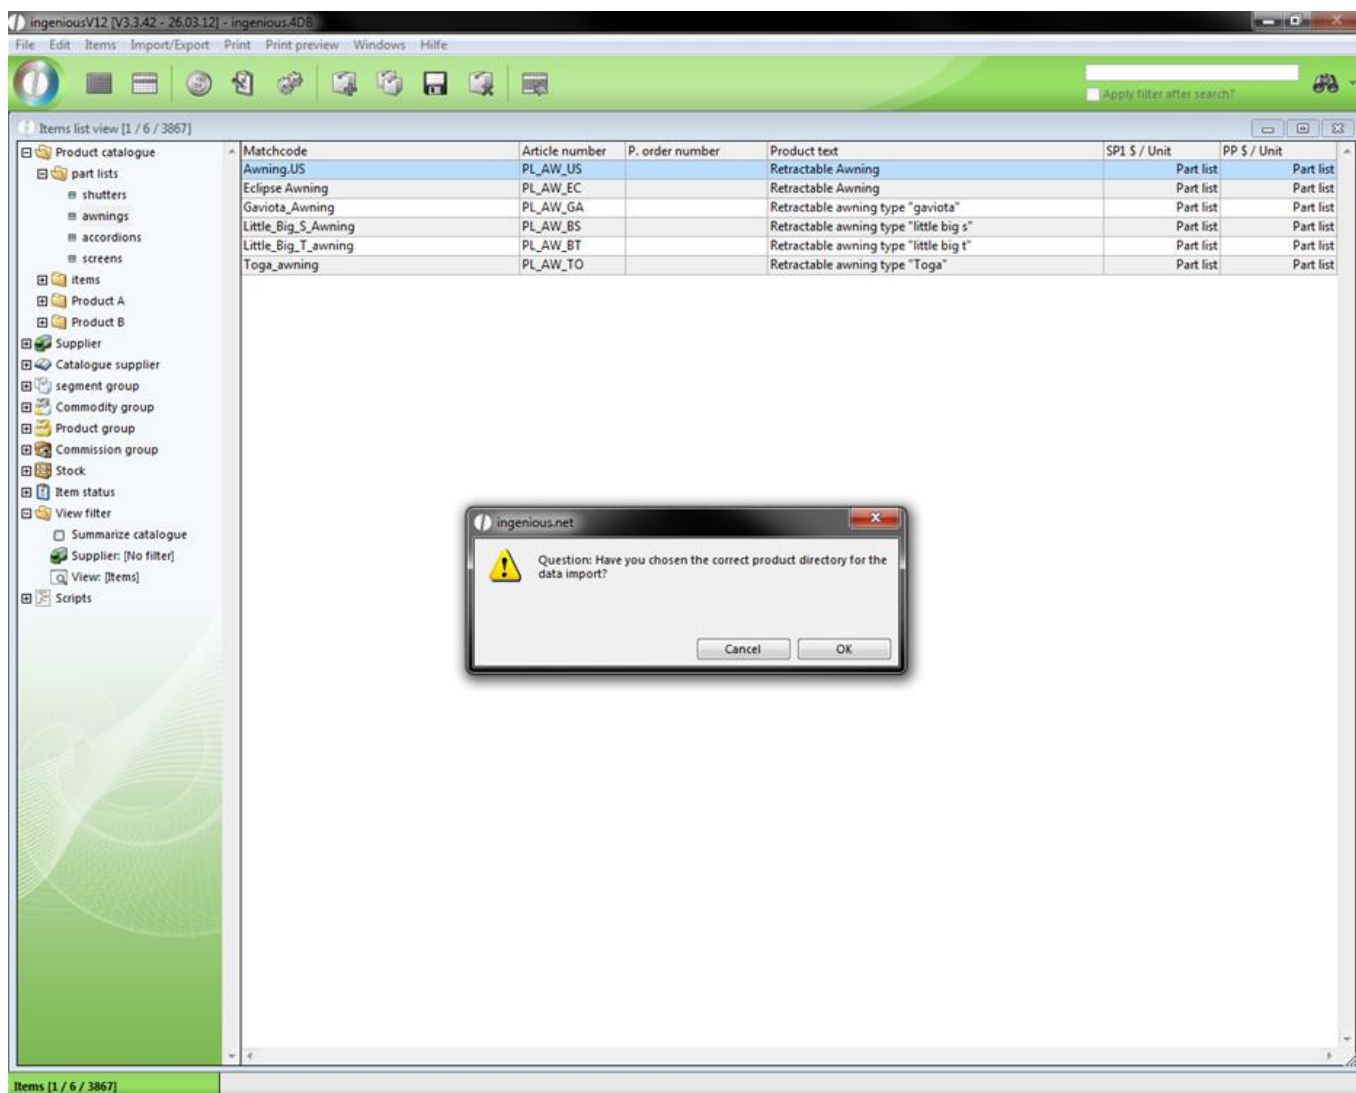 ingeniousV12 [V3.3.42 - 26.03.12] - ingenious.4DB
File Edit Items Import/Export Print Print preview Windows Hilfe
Apply filter after search?
Items list view [1 / 6 / 3867]
Product catalogue
part lists
shutters
awnings
accordions
screens
items
Product A
Product B
Supplier
Catalogue supplier
segment group
Commodity group
Product group
Commission group
Stock
Item status
View filter
Summarize catalogue
Supplier: [No filter]
View: [Items]
Scripts
Matchcode Article number P. order number Product text SP1 $ / Unit PP $ / Unit
Awning.US PL_AW_US Retractable Awning Part list Part list
Eclipse Awning PL_AW_EC Retractable Awning Part list Part list
Gaviota_Awning PL_AW_GA Retractable awning type "gaviota" Part list Part list
Little_Big_S_Awning PL_AW_BS Retractable awning type "little big s" Part list Part list
Little_Big_T_awning PL_AW_BT Retractable awning type "little big t" Part list Part list
Toga_awning PL_AW_TO Retractable awning type "Toga" Part list Part list
ingenious.net
Question: Have you chosen the correct product directory for the
data import?
Cancel OK
Items [1 / 6 / 3867]